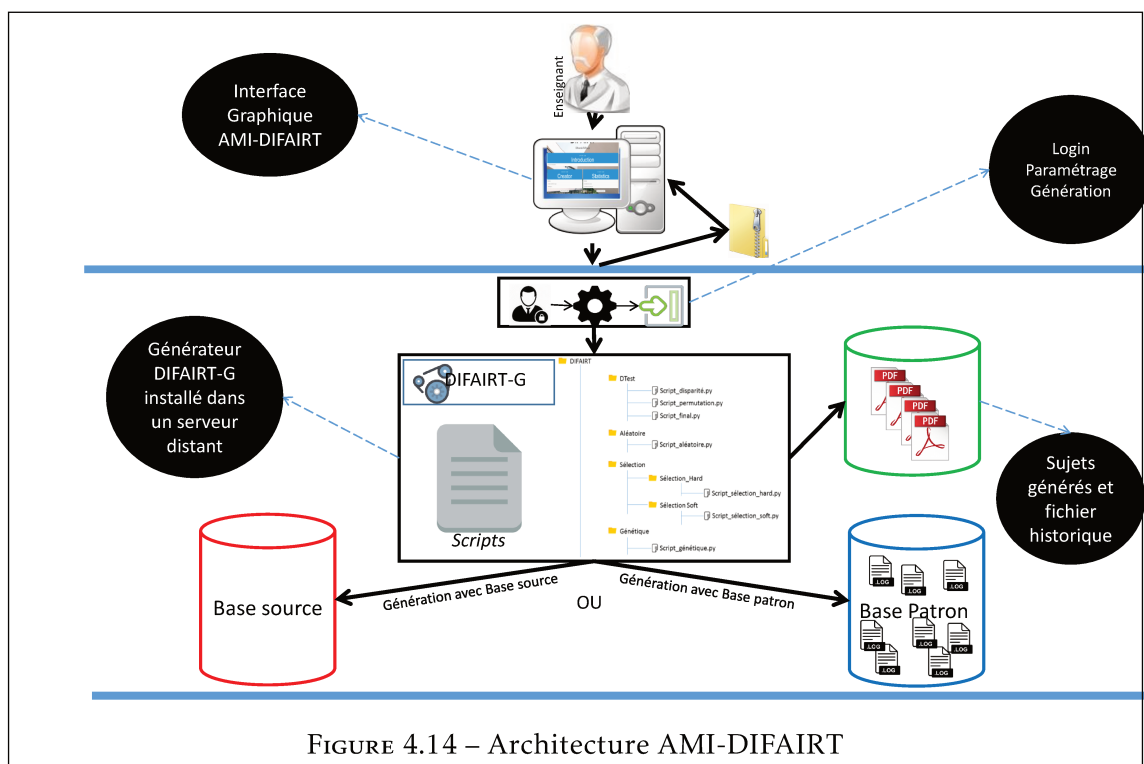 Enseignant
Interface
Graphique
AMI-DIFAIRT
Introduction
Creator
Statistics
Login
Paramétrage
Génération
Générateur
DIFAIRT-G
installé dans
un serveur
distant
DIFAIRT-G
Scripts
DIFAIRT
DTest
Script_disparité.py
Script_permutation.py
Script_final.py
Aléatoire
Script_aléatoire.py
Sélection
Sélection_Hard
Script_sélection_hard.py
Sélection Soft
Script_sélection_soft.py
Génétique
Script_génétique.py
PDF
PDF
PDF
PDF
Sujets
générés et
fichier
historique
Génération avec Base source
OU
Génération avec Base patron
Base source
Base Patron
.LOG
.LOG
.LOG
.LOG
.LOG
.LOG
.LOG
.LOG
FIGURE 4.14 – Architecture AMI-DIFAIRT